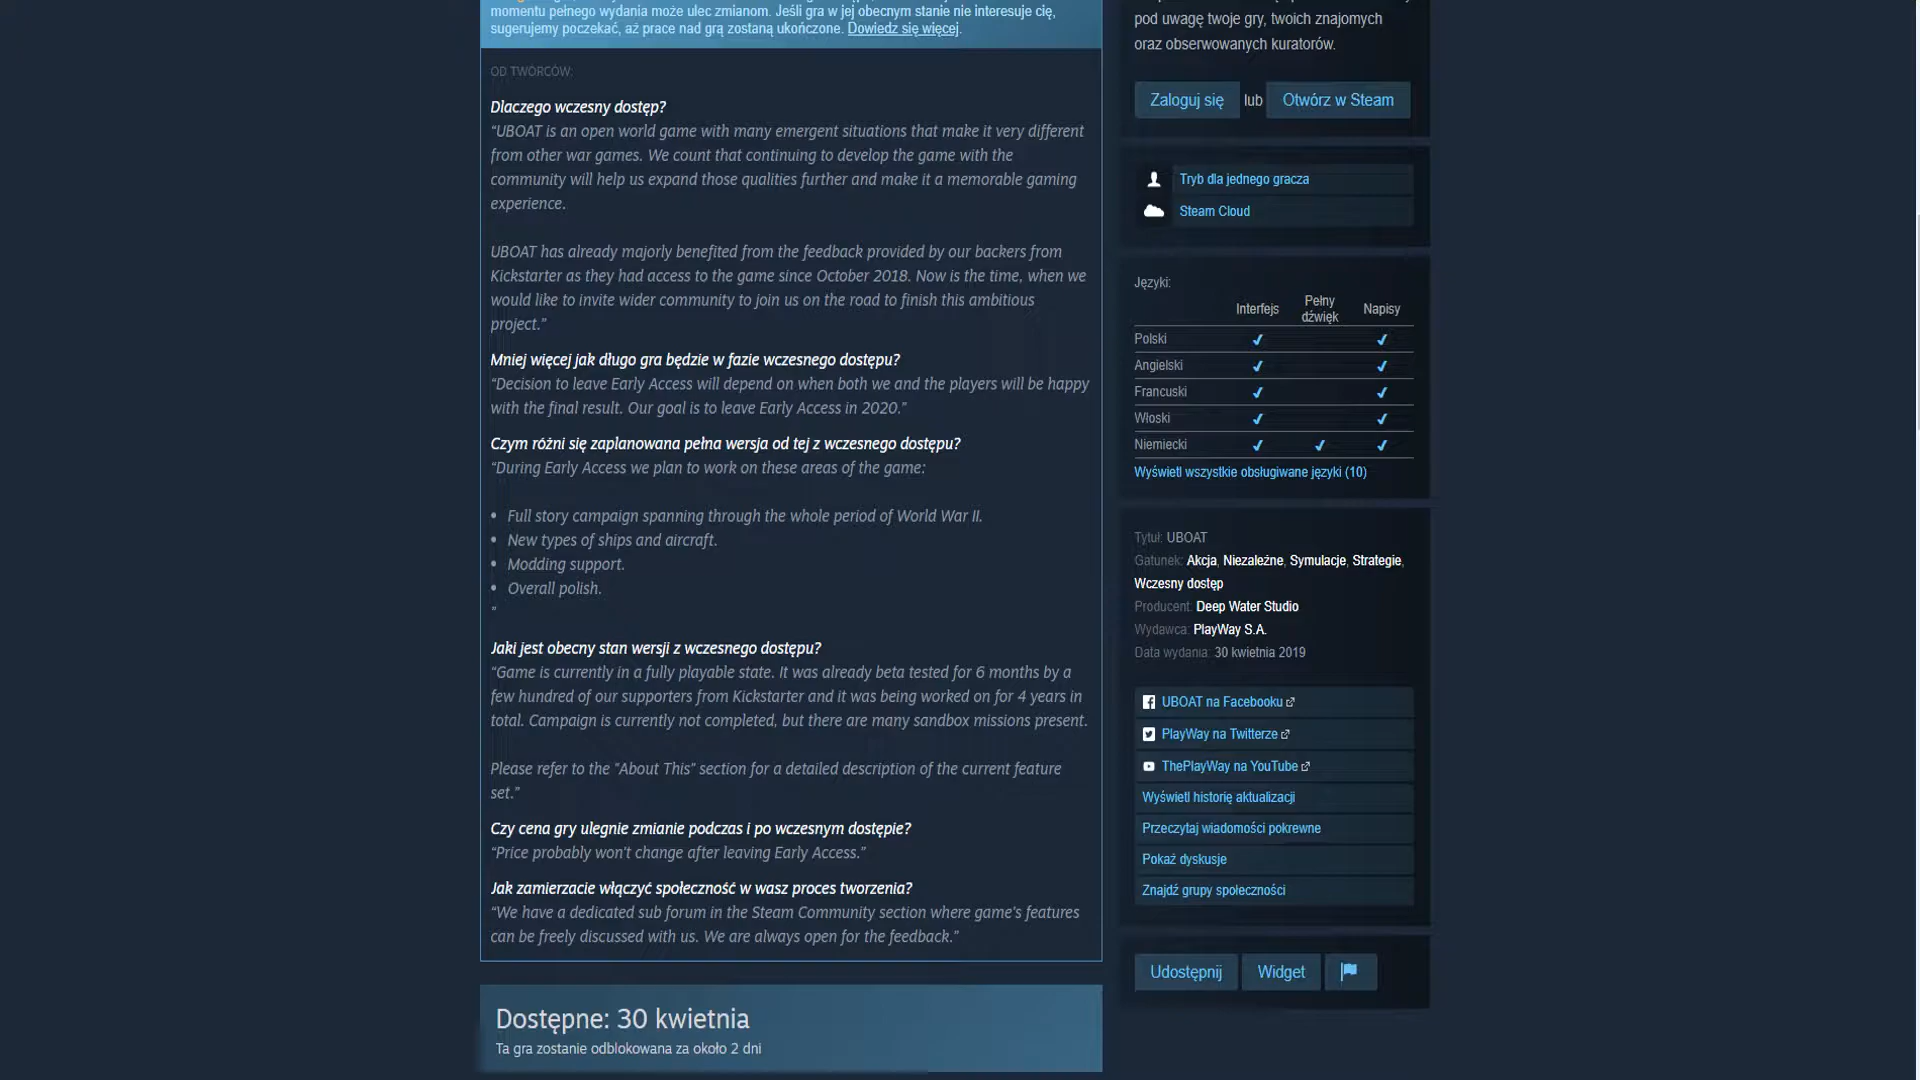 momentu pełnego wydania może ulec zmianom. Jeśli gra w jej obecnym stanie nie interesuje cię,
sugerujemy poczekać, aż prace nad grą zostaną ukończone. Dowiedz się więcej.
OD TWÓRCÓW:
Dlaczego wczesny dostęp?
“UBOAT is an open world game with many emergent situations that make it very different
from other war games. We count that continuing to develop the game with the
community will help us expand those qualities further and make it a memorable gaming
experience.
UBOAT has already majorly benefited from the feedback provided by our backers from
Kickstarter as they had access to the game since October 2018. Now is the time, when we
would like to invite wider community to join us on the road to finish this ambitious
project.”
Mniej więcej jak długo gra będzie w fazie wczesnego dostępu?
“Decision to leave Early Access will depend on when both we and the players will be happy
with the final result. Our goal is to leave Early Access in 2020.”
Czym różni się zaplanowana pełna wersja od tej z wczesnego dostępu?
“During Early Access we plan to work on these areas of the game:
• Full story campaign spanning through the whole period of World War II.
• New types of ships and aircraft.
• Modding support.
• Overall polish.
”
Jaki jest obecny stan wersji z wczesnego dostępu?
“Game is currently in a fully playable state. It was already beta tested for 6 months by a
few hundred of our supporters from Kickstarter and it was being worked on for 4 years in
total. Campaign is currently not completed, but there are many sandbox missions present.
Please refer to the "About This" section for a detailed description of the current feature
set.”
Czy cena gry ulegnie zmianie podczas i po wczesnym dostępie?
“Price probably won't change after leaving Early Access.”
Jak zamierzacie włączyć społeczność w wasz proces tworzenia?
“We have a dedicated sub forum in the Steam Community section where game's features
can be freely discussed with us. We are always open for the feedback.”
Dostępne: 30 kwietnia
Ta gra zostanie odblokowana za około 2 dni
pod uwagę twoje gry, twoich znajomych
oraz obserwowanych kuratorów.
Zaloguj się lub Otwórz w Steam
Tryb dla jednego gracza
Steam Cloud
Języki:
Interfejs Pełny dźwięk Napisy
Polski ✔ ✔
Angielski ✔ ✔
Francuski ✔ ✔
Włoski ✔ ✔
Niemiecki ✔ ✔ ✔
Wyświetl wszystkie obsługiwane języki (10)
Tytuł: UBOAT
Gatunek: Akcja, Niezależne, Symulacje, Strategie,
Wczesny dostęp
Producent: Deep Water Studio
Wydawca: PlayWay S.A.
Data wydania: 30 kwietnia 2019
UBOAT na Facebooku
PlayWay na Twitterze
ThePlayWay na YouTube
Wyświetl historię aktualizacji
Przeczytaj wiadomości pokrewne
Pokaż dyskusje
Znajdź grupy społeczności
Udostępnij Widget